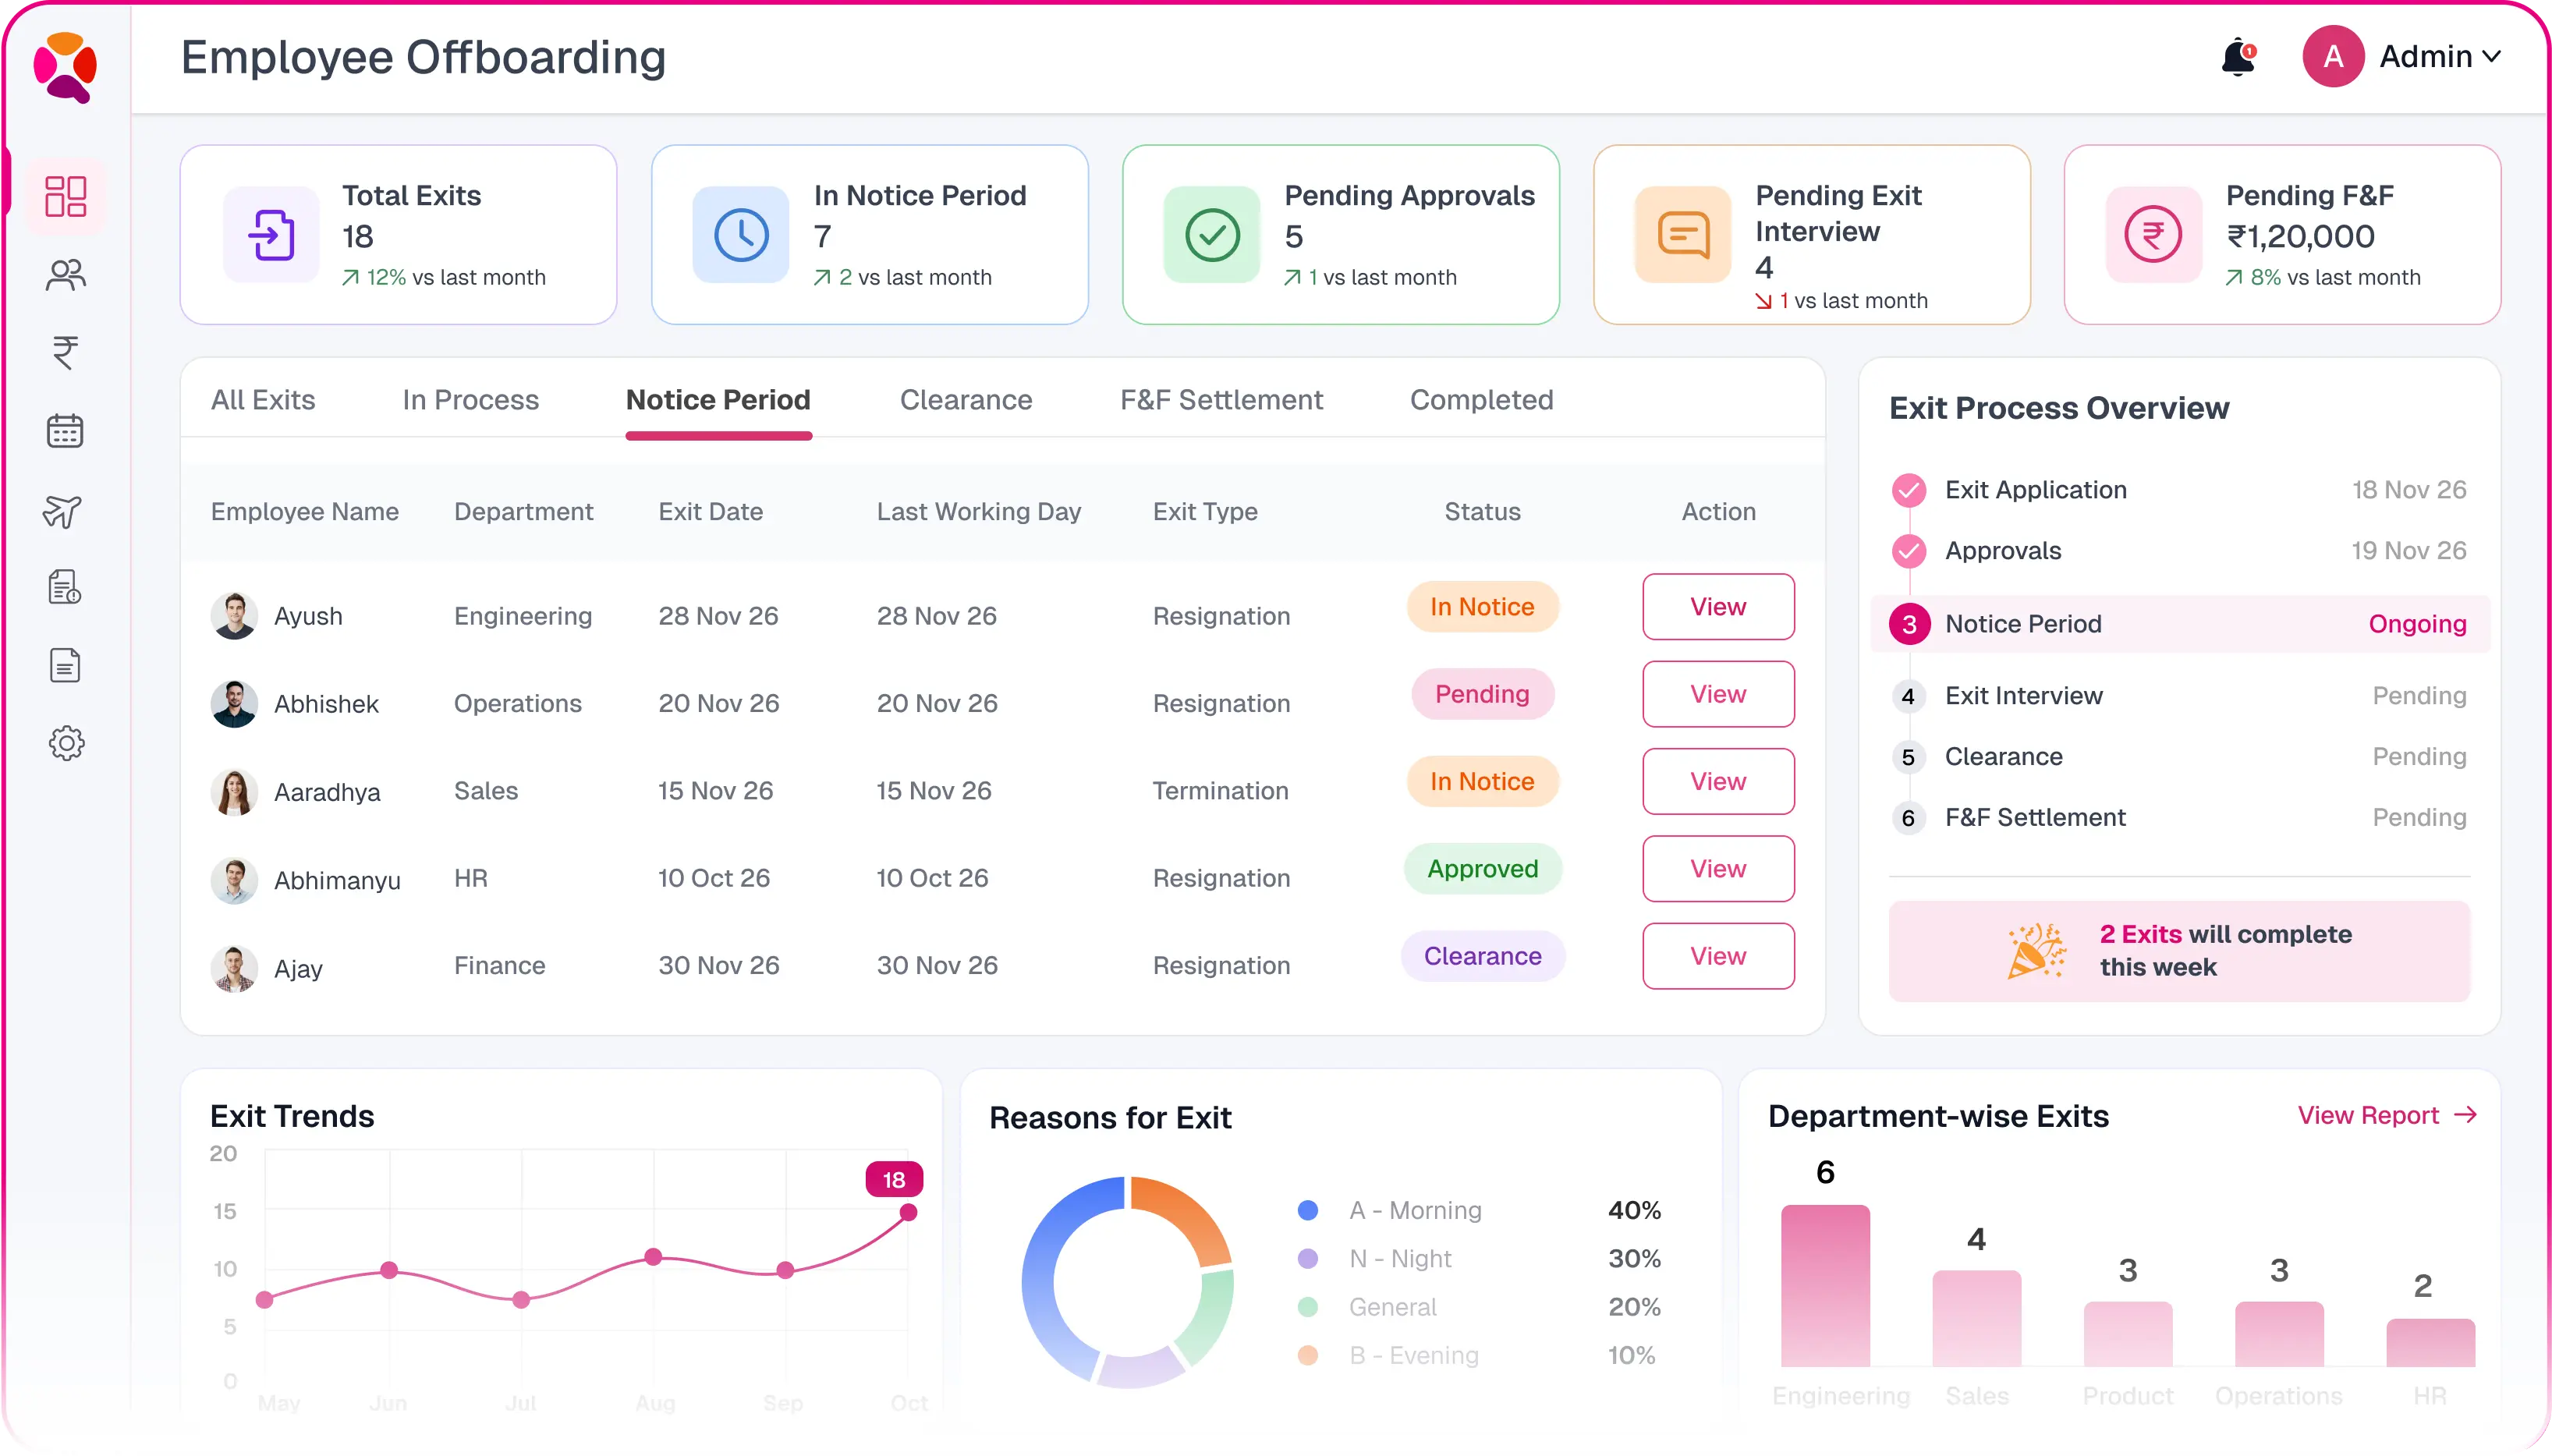 Employee Offboarding
1
A
Admin
Total Exits
18
12% vs last month
In Notice Period
7
2 vs last month
Pending Approvals
5
1 vs last month
Pending Exit
Interview
4
1 vs last month
Pending F&F
₹1,20,000
8% vs last month
All Exits
In Process
Notice Period
Clearance
F&F Settlement
Completed
Employee Name Department Exit Date Last Working Day Exit Type Status Action
Ayush Engineering 28 Nov 26 28 Nov 26 Resignation In Notice View
Abhishek Operations 20 Nov 26 20 Nov 26 Resignation Pending View
Aaradhya Sales 15 Nov 26 15 Nov 26 Termination In Notice View
Abhimanyu HR 10 Oct 26 10 Oct 26 Resignation Approved View
Ajay Finance 30 Nov 26 30 Nov 26 Resignation Clearance View
Exit Process Overview
Exit Application 18 Nov 26
Approvals 19 Nov 26
3 Notice Period Ongoing
4 Exit Interview Pending
5 Clearance Pending
6 F&F Settlement Pending
2 Exits will complete
this week
Exit Trends
20
15
10
5
0
18
May Jun Jul Aug Sep Oct
Reasons for Exit
A - Morning 40%
N - Night 30%
General 20%
B - Evening 10%
Department-wise Exits
View Report
6
4
3
3
2
Engineering Sales Product Operations HR